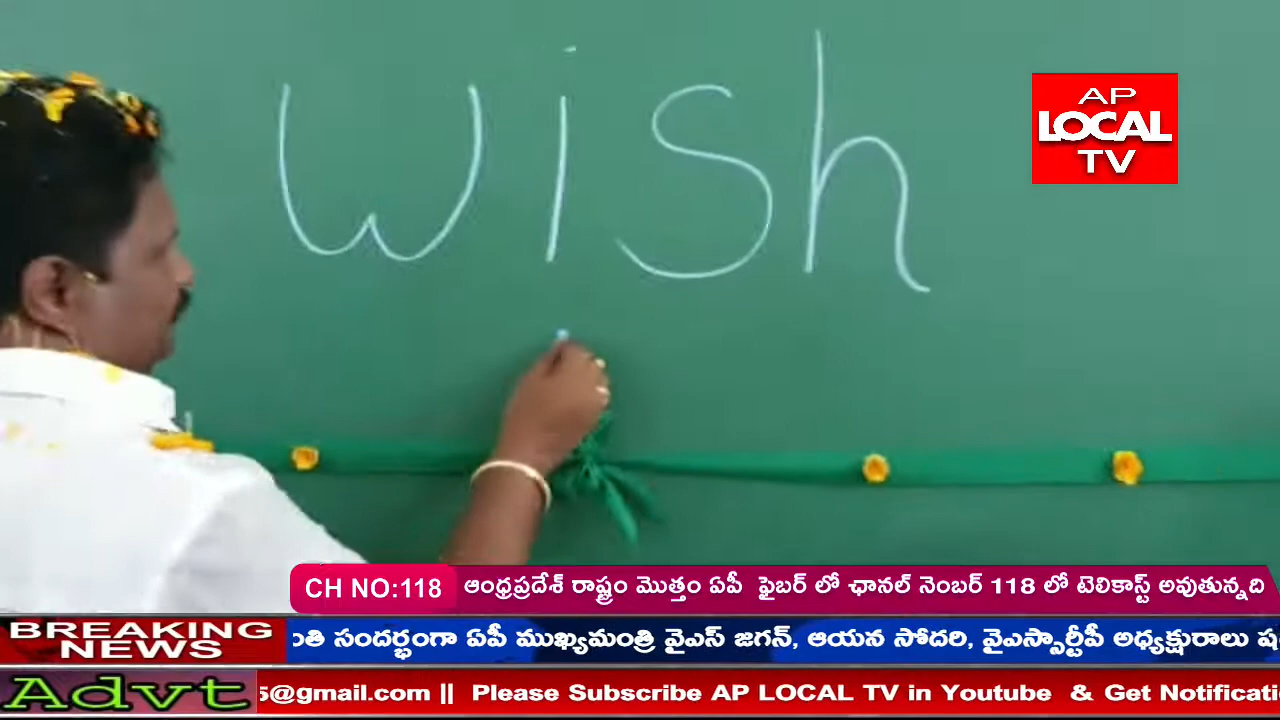 wish
AP
LOCAL
TV
CH NO:118 ఆంధ్రప్రదేశ్ రాష్ట్రం మొత్తం ఏపీ ఫైబర్ లో ఛానల్ నెంబర్ 118 లో టెలికాస్ట్ అవుతున్నది
BREAKING
NEWS
ంతి సందర్భంగా ఏపీ ముఖ్యమంత్రి వైఎస్ జగన్, ఆయన సోదరి, వైఎస్సార్టీపీ అధ్యక్షురాలు ష
Advt 5@gmail.com || Please Subscribe AP LOCAL TV in Youtube & Get Notificati